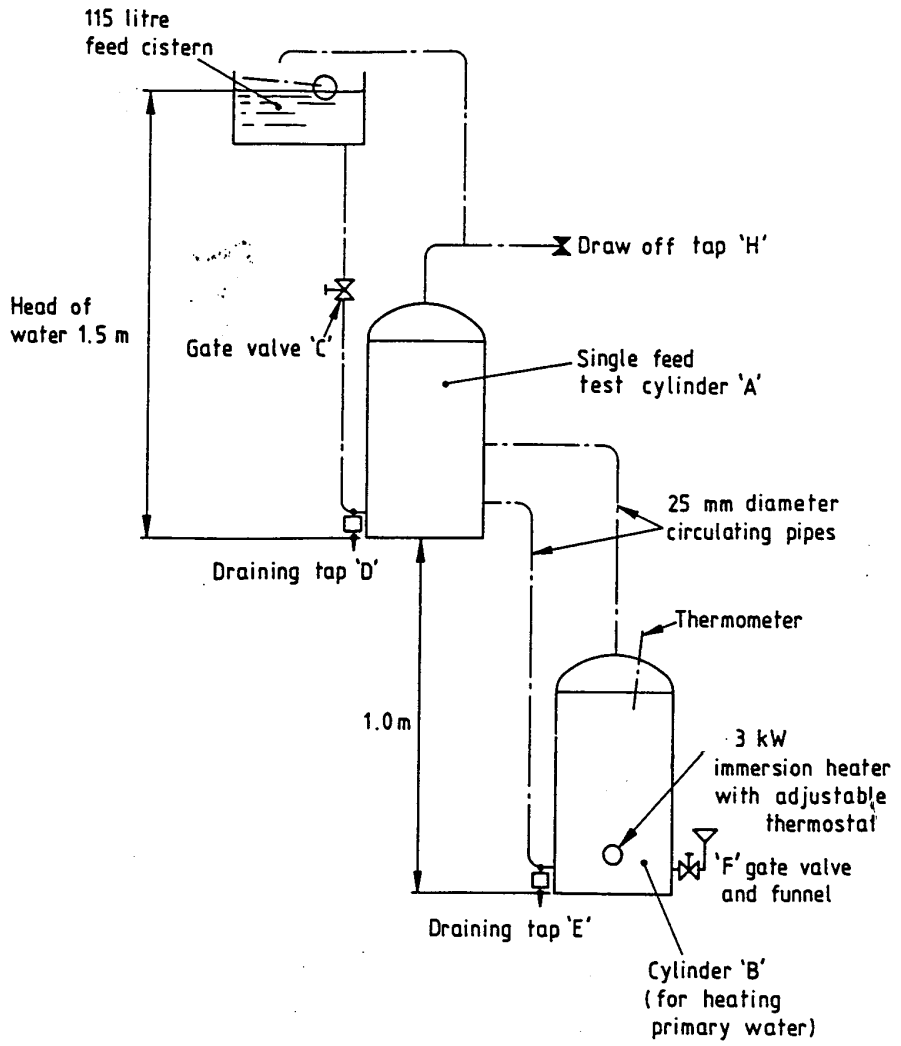 115 litre
feed cistern
Draw off tap ‘H’
Head of
water 1.5 m
Gate valve ‘C’
Single feed
test cylinder ‘A’
25 mm diameter
circulating pipes
Draining tap ‘D’
Thermometer
1.0 m
3 kW
immersion heater
with adjustable
thermostat
‘F’ gate valve
and funnel
Draining tap ‘E’
Cylinder ‘B’
(for heating
primary water)